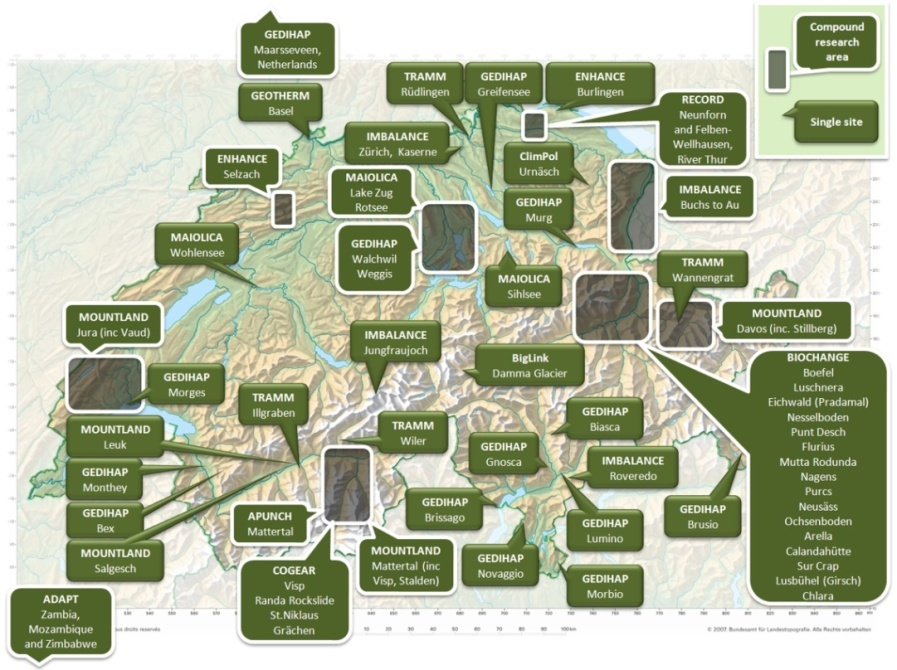 GEDIHAP
Maarsseveen,
Netherlands
Compound
research
area
Single site
GEOTHERM
Basel
TRAMM
Rüdlingen
GEDIHAP
Greifensee
ENHANCE
Burlingen
RECORD
Neunforn
and Felben-
Wellhausen,
River Thur
IMBALANCE
Zürich, Kaserne
ENHANCE
Selzach
MAIOLICA
Lake Zug
Rotsee
ClimPol
Urnäsch
IMBALANCE
Buchs to Au
GEDIHAP
Murg
MAIOLICA
Wohlensee
GEDIHAP
Walchwil
Weggis
MAIOLICA
Sihlsee
TRAMM
Wannengrat
MOUNTLAND
Jura (inc Vaud)
MOUNTLAND
Davos (inc. Stillberg)
IMBALANCE
Jungfraujoch
BigLink
Damma Glacier
BIOCHANGE
Boefel
Luschnera
Eichwald (Pradamal)
Nesselboden
Punt Desch
Flurius
Mutta Rodunda
Nagens
Purcs
Neusäss
Ochsenboden
Arella
Calandahütte
Sur Crap
Lusbühel (Girsch)
Chlara
GEDIHAP
Morges
TRAMM
Illgraben
TRAMM
Wiler
GEDIHAP
Biasca
MOUNTLAND
Leuk
GEDIHAP
Gnosca
IMBALANCE
Roveredo
GEDIHAP
Monthey
GEDIHAP
Bex
APUNCH
Mattertal
GEDIHAP
Brissago
GEDIHAP
Lumino
GEDIHAP
Brusio
MOUNTLAND
Salgesch
COGEAR
Visp
Randa Rockslide
St.Niklaus
Grächen
MOUNTLAND
Mattertal (inc
Visp, Stalden)
GEDIHAP
Novaggio
GEDIHAP
Morbio
ADAPT
Zambia,
Mozambique
and Zimbabwe
droits réservés
© 2007, Bundesamt für Landestopografie. Alle Rechte vorbehalten